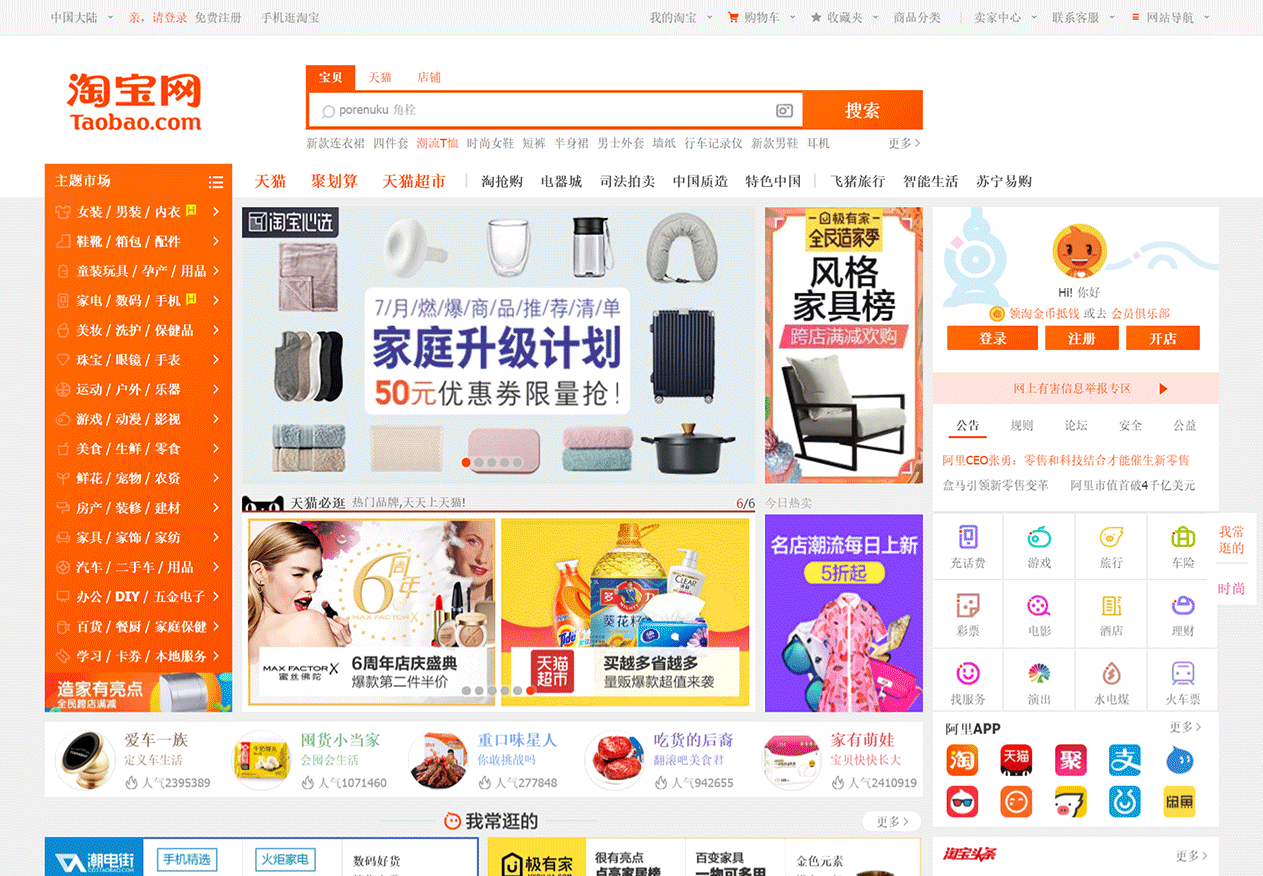 中国大陆 亲，请登录 免费注册 手机逛淘宝 我的淘宝 购物车 收藏夹 商品分类 卖家中心 联系客服 网站导航
淘宝网
Taobao.com
宝贝 天猫 店铺
porenuku 角栓 搜索
新款连衣裙 四件套 潮流T恤 时尚女鞋 短裤 半身裙 男士外套 墙纸 行车记录仪 新款男鞋 耳机 更多
主题市场
天猫 聚划算 天猫超市 淘抢购 电器城 司法拍卖 中国质造 特色中国 飞猪旅行 智能生活 苏宁易购
女装 / 男装 / 内衣
鞋靴 / 箱包 / 配件
童装玩具 / 孕产 / 用品
家电 / 数码 / 手机
美妆 / 洗护 / 保健品
珠宝 / 眼镜 / 手表
运动 / 户外 / 乐器
游戏 / 动漫 / 影视
美食 / 生鲜 / 零食
鲜花 / 宠物 / 农资
房产 / 装修 / 建材
家具 / 家饰 / 家纺
汽车 / 二手车 / 用品
办公 / DIY / 五金电子
百货 / 餐厨 / 家庭保健
学习 / 卡券 / 本地服务
造家有亮点
全民跨店满减
淘宝心选
7/月/燃/爆/商/品/推/荐/清/单
家庭升级计划
50元优惠券限量抢!
极有家
全民造家季
风格
家具榜
跨店满减欢购
Hi! 你好
领淘金币抵钱 或去 会员俱乐部
登录 注册 开店
网上有害信息举报专区
公告 规则 论坛 安全 公益
阿里CEO张勇：零售和科技结合才能催生新零售
盒马引领新零售变革 阿里市值首破4千亿美元
天猫必逛 热门品牌,天天上天猫! 6/6
今日热卖
6周年
MAX FACTOR X
蜜丝佛陀
6周年店庆盛典
爆款第二件半价
Tide
多力
葵花籽
CLEAR
天猫
超市
买越多省越多
量贩爆款超值来袭
名店潮流每日上新
5折起
充话费 游戏 旅行 车险
彩票 电影 酒店 理财
找服务 演出 水电煤 火车票
我常
逛的
时尚
阿里APP 更多
淘 天猫 聚 支
闲鱼
爱车一族
定义车生活
人气2395389
囤货小当家
会囤会生活
人气1071460
重口味星人
你敢挑战吗
人气277848
吃货的后裔
翻滚吧美食君
人气942655
家有萌娃
宝贝快快长大
人气2410919
我常逛的 更多
潮电街 手机精选 火炬家电 数码好货
极有家 很有亮点 百变家具 金色元素
点亮家居榜 一物可多用
淘宝头条 更多